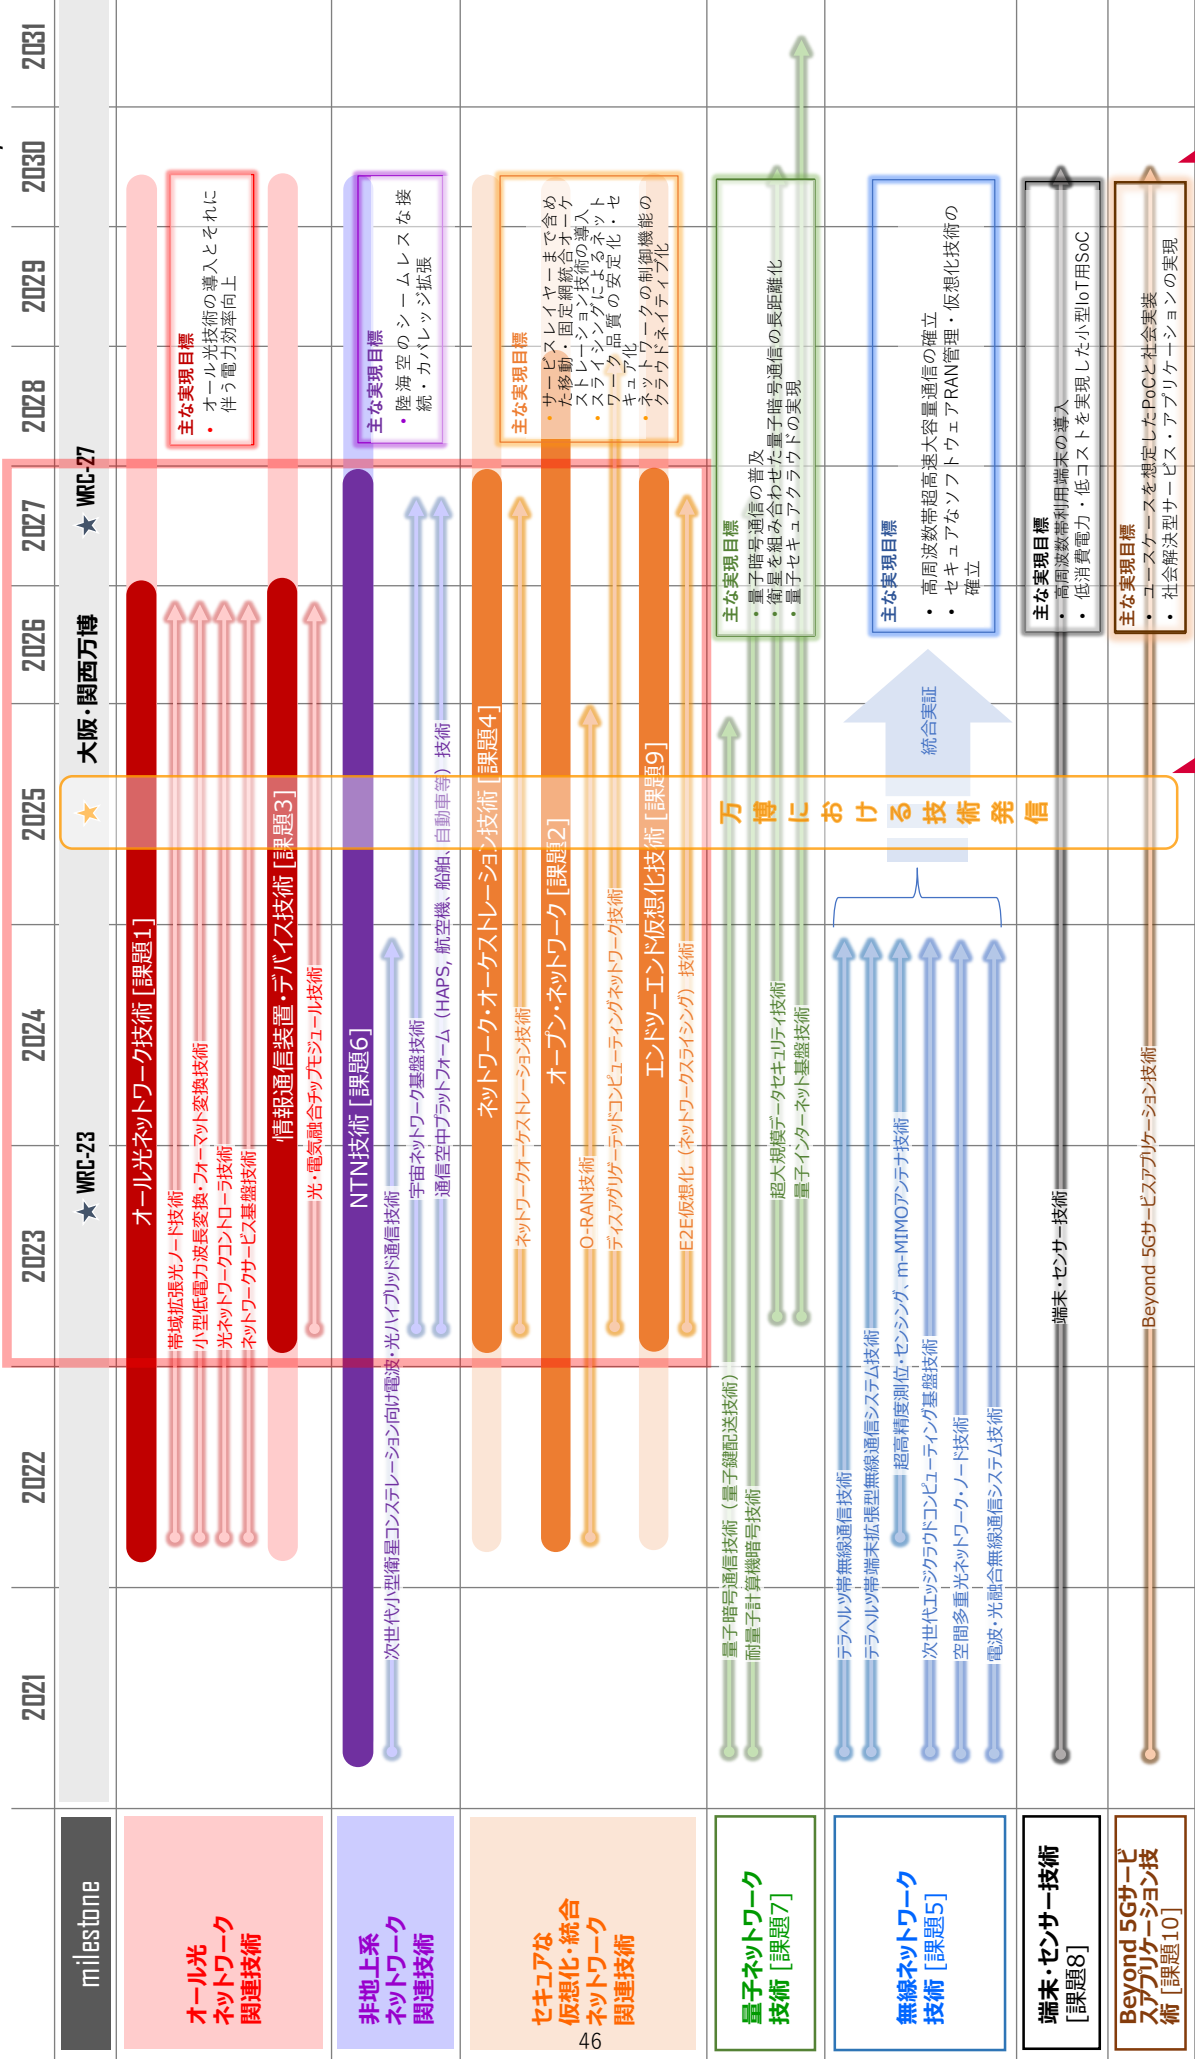 2021
2022
2023
2024
2025
2026
2027
2028
2029
2030
2031
milestone
★ WRC-23
★
大阪・関西万博
★ WRC-27
オール光
ネットワーク
関連技術
オール光ネットワーク技術 [課題1]
帯域拡張光ノード技術
小型低電力波長変換・フォーマット変換技術
光ネットワークコントローラ技術
ネットワークサービス基盤技術
情報通信装置・デバイス技術 [課題3]
光・電気融合チップモジュール技術
主な実現目標
• オール光技術の導入とそれに
伴う電力効率向上
非地上系
ネットワーク
関連技術
NTN技術 [課題6]
次世代小型衛星コンステレーション向け電波・光ハイブリッド通信技術
宇宙ネットワーク基盤技術
通信空中プラットフォーム（HAPS, 航空機、船舶、自動車等）技術
主な実現目標
• 陸海空のシームレスな接
続・カバレッジ拡張
セキュアな
仮想化・統合
ネットワーク
関連技術
ネットワーク・オーケストレーション技術 [課題4]
ネットワークオーケストレーション技術
オープン・ネットワーク [課題2]
O-RAN技術
ディスアグリゲーテッドコンピューティングネットワーク技術
エンドツーエンド仮想化技術 [課題9]
E2E仮想化（ネットワークスライシング）技術
主な実現目標
• サービスレイヤーまで含め
た移動・固定網統合オーケ
ストレーション技術の導入
• スライシングによるネット
ワーク 品質の安定化・セ
キュア化
• ネットワークの制御機能の
クラウドネイティブ化
量子ネットワーク
技術 [課題7]
量子暗号通信技術（量子鍵配送技術）
耐量子計算機暗号技術
超大規模データセキュリティ技術
量子インターネット基盤技術
主な実現目標
• 量子暗号通信の普及
• 衛星を組み合わせた量子暗号通信の長距離化
• 量子セキュアクラウドの実現
万博における技術発信
無線ネットワーク
技術 [課題5]
テラヘルツ帯無線通信技術
テラヘルツ帯端末拡張型無線通信システム技術
超高精度測位・センシング、m-MIMOアンテナ技術
次世代エッジクラウドコンピューティング基盤技術
空間多重光ネットワーク・ノード技術
電波・光融合無線通信システム技術
統合実証
主な実現目標
• 高周波数帯超高速大容量通信の確立
• セキュアなソフトウェアRAN管理・仮想化技術の
確立
端末・センサー技術
[課題8]
端末・センサー技術
主な実現目標
• 高周波数帯利用端末の導入
• 低消費電力・低コストを実現した小型IoT用SoC
Beyond 5Gサービ
スアプリケーション技
術 [課題10]
Beyond 5Gサービスアプリケーション技術
主な実現目標
• ユースケースを想定したPoCと社会実装
• 社会解決型サービス・アプリケーションの実現
46